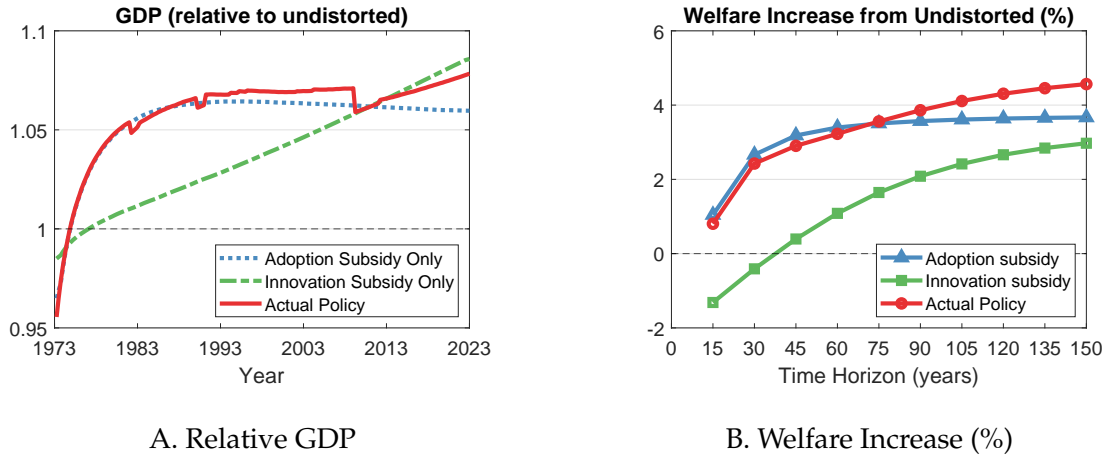 GDP (relative to undistorted)
1.1
1.05
1
0.95
1973
1983
1993
2003
2013
2023
Year
Adoption Subsidy Only
Innovation Subsidy Only
Actual Policy
A. Relative GDP
Welfare Increase from Undistorted (%)
6
4
2
0
-2
0
15
30
45
60
75
90
105
120
135
150
Time Horizon (years)
Adoption subsidy
Innovation subsidy
Actual Policy
B. Welfare Increase (%)